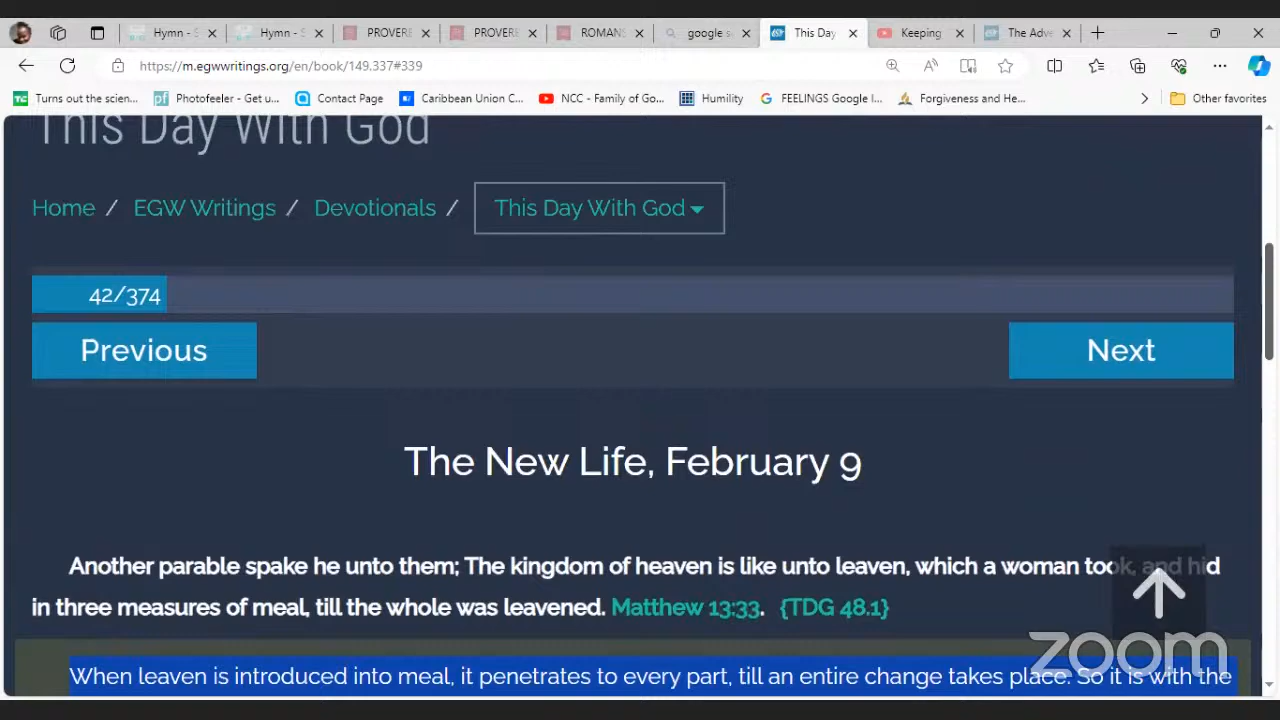 Hymn - S
Hymn - S
PROVERE
PROVERE
ROMANS
google s
This Day
Keeping
The Adve
https://m.egwwritings.org/en/book/149.337#339
Turns out the scien...
Photofeeler - Get u...
Contact Page
Caribbean Union C...
NCC - Family of Go...
Humility
FEELINGS Google I...
Forgiveness and He...
Other favorites
This Day With God
Home / EGW Writings / Devotionals / This Day With God
42/374
Previous
Next
The New Life, February 9
Another parable spake he unto them; The kingdom of heaven is like unto leaven, which a woman took, and hid
in three measures of meal, till the whole was leavened. Matthew 13:33. {TDG 48.1}
When leaven is introduced into meal, it penetrates to every part, till an entire change takes place. So it is with the
zoom